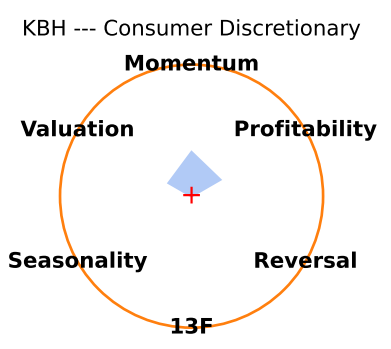 KBH --- Consumer Discretionary
Momentum
Valuation
Profitability
Seasonality
Reversal
13F